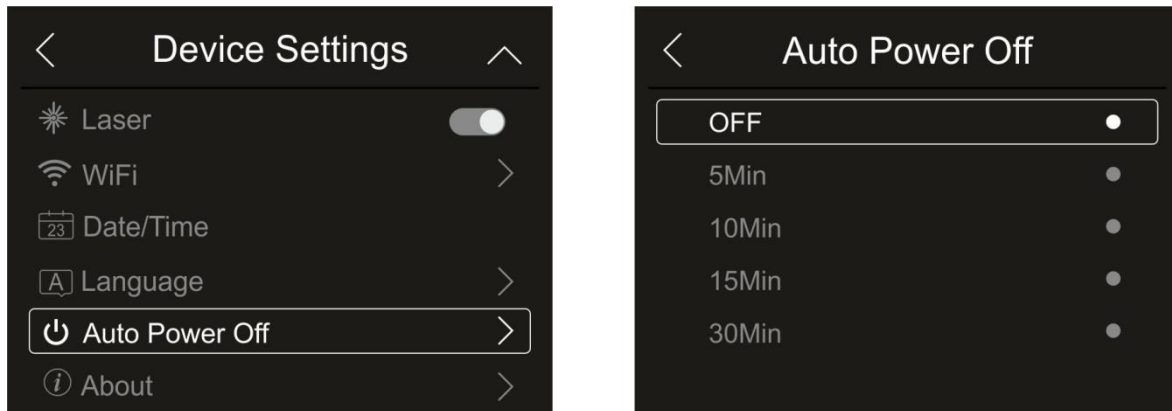 Device Settings
Laser
WiFi
23 Date/Time
A Language
Auto Power Off
i About
Auto Power Off
OFF
5Min
10Min
15Min
30Min